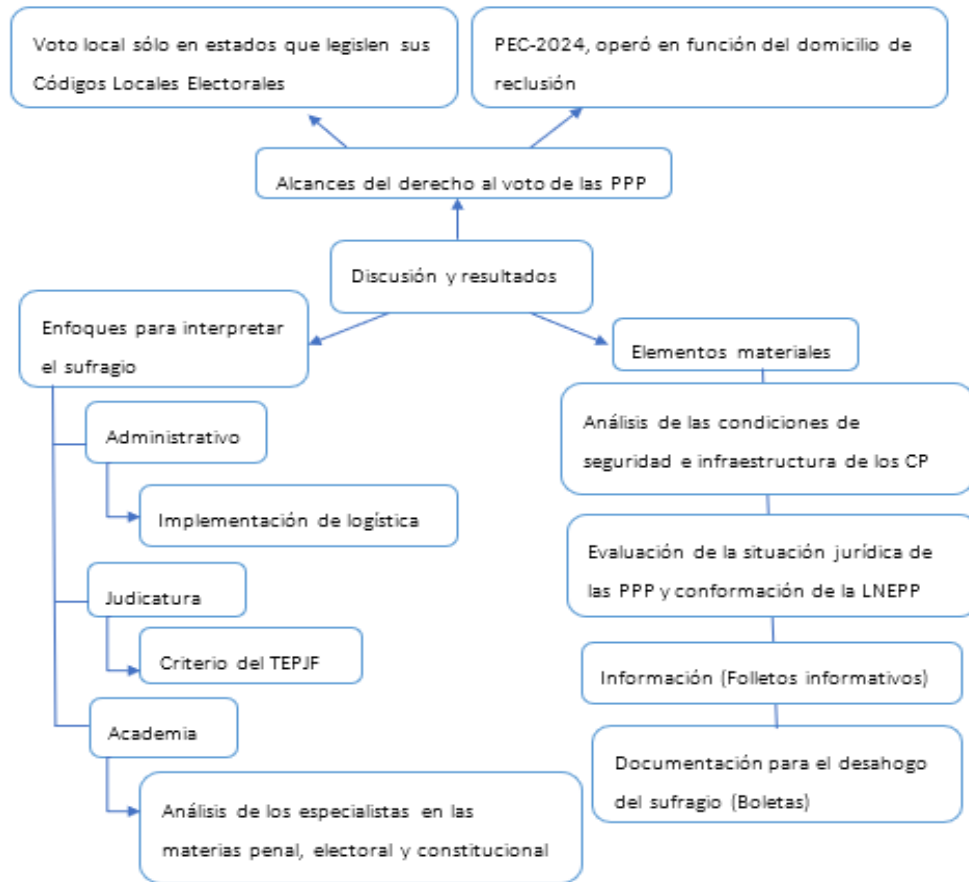 Voto local sólo en estados que legislen sus
Códigos Locales Electorales
PEC-2024, operó en función del domicilio de
reclusión
Alcances del derecho al voto de las PPP
Discusión y resultados
Enfoques para interpretar
el sufragio
Administrativo
Implementación de logística
Judicatura
Criterio del TEPJF
Academia
Análisis de los especialistas en las
materias penal, electoral y constitucional
Elementos materiales
Análisis de las condiciones de
seguridad e infraestructura de los CP
Evaluación de la situación jurídica de
las PPP y conformación de la LNEPP
Información (Folletos informativos)
Documentación para el desahogo
del sufragio (Boletas)